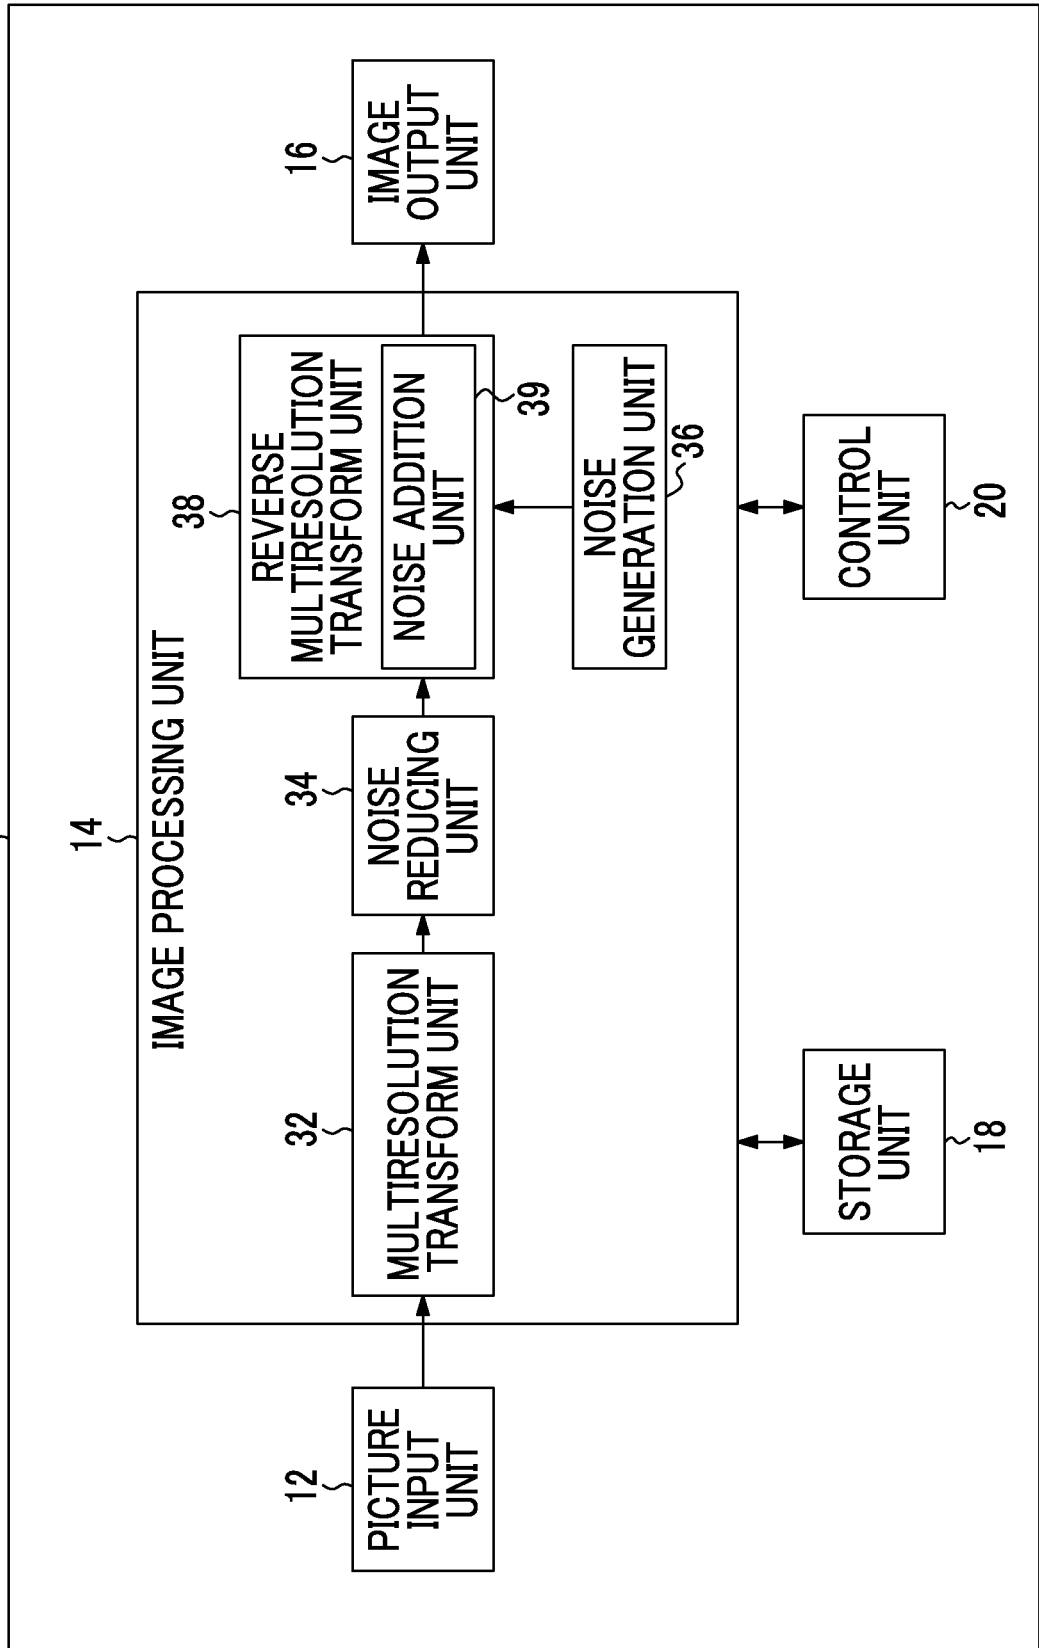 14
IMAGE PROCESSING UNIT
12
PICTURE
INPUT
UNIT
32
MULTIRESOLUTION
TRANSFORM UNIT
34
NOISE
REDUCING
UNIT
38
REVERSE
MULTIRESOLUTION
TRANSFORM UNIT
NOISE ADDITION
UNIT
39
16
IMAGE
OUTPUT
UNIT
NOISE
GENERATION UNIT
36
STORAGE
UNIT
18
CONTROL
UNIT
20